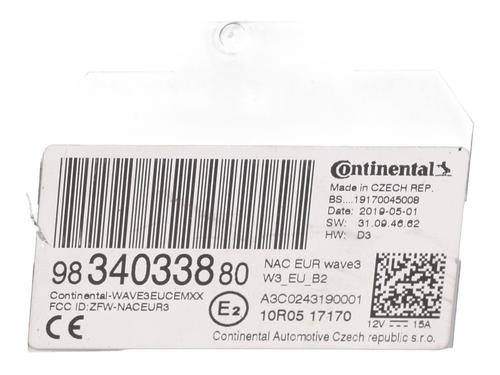 Continental
Made in CZECH REP.
BS....19170045008
Date: 2019-05-01
SW: 31.09.46.62
HW: D3
98 340338 80
NAC EUR wave3
W3_EU_B2
Continental-WAVE3EUCEMXX
FCC ID:ZFW-NACEUR3
A3C0243190001
CE
E2
10R05 17170
12V 15A
Continental Automotive Czech republic s.r.o.